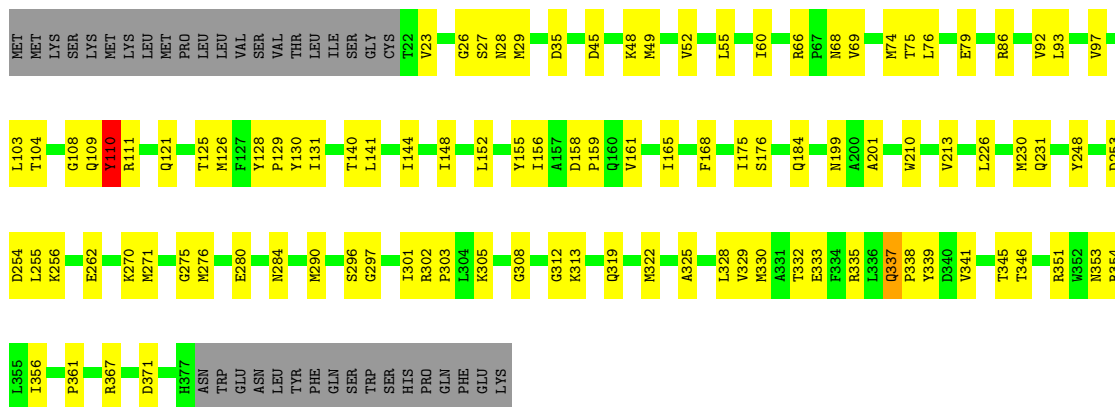 MET MET LYS SER LYS MET LYS LEU MET PRO LEU LEU VAL SER VAL THR LEU ILE SER GLY CYS T22 V23 G26 S27 N28 M29 D35 D45 K48 M49 V52 L55 I60 R66 P67 N68 V69 M74 T75 L76 E79 R86 V92 L93 V97
L103 T104 G108 Q109 Y110 R111 Q121 T125 M126 F127 Y128 P129 Y130 I131 T140 L141 I144 I148 L152 Y155 I156 A157 D158 P159 Q160 V161 I165 F168 I175 S176 Q184 N199 A200 A201 W210 V213 L226 M230 Q231 Y248
D254 L255 K256 E262 K270 M271 G275 M276 E280 N284 M290 S296 G297 I301 R302 P303 L304 K305 G308 G312 K313 Q319 M322 A325 L328 V329 M330 A331 T332 E333 F334 R335 L336 Q337 P338 Y339 D340 V341 T345 T346 R351 W352 N353
L355 I356 P361 R367 D371 H377 ASN TRP GLU ASN LEU TYR PHE GLN SER TRP SER HIS PRO GLN PHE GLU LYS